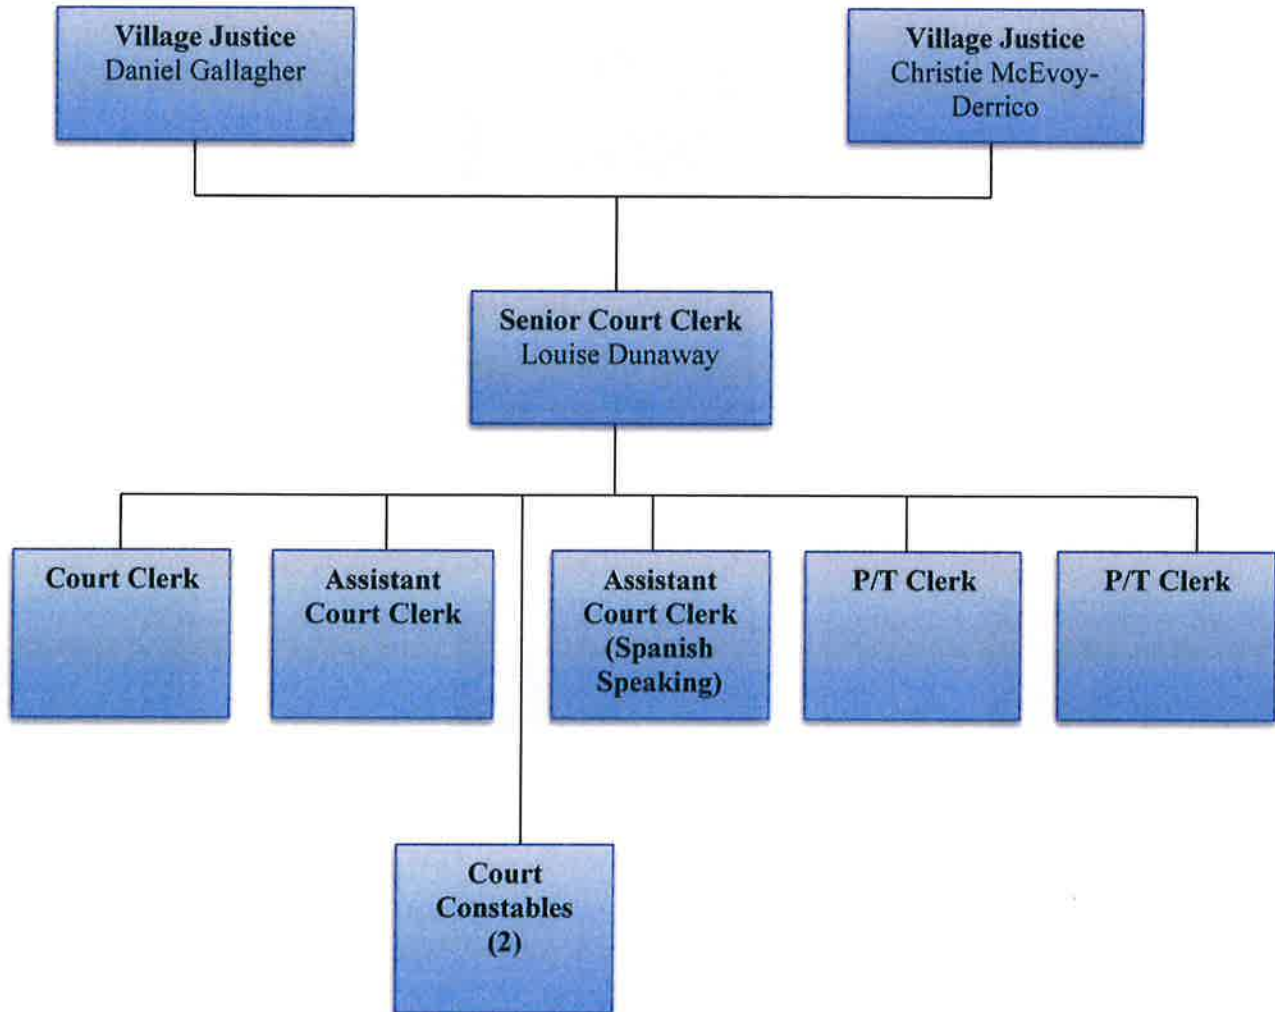 Village Justice
Daniel Gallagher
Village Justice
Christie McEvoy-
Derrico
Senior Court Clerk
Louise Dunaway
Court Clerk
Assistant
Court Clerk
Assistant
Court Clerk
(Spanish
Speaking)
P/T Clerk
P/T Clerk
Court
Constables
(2)